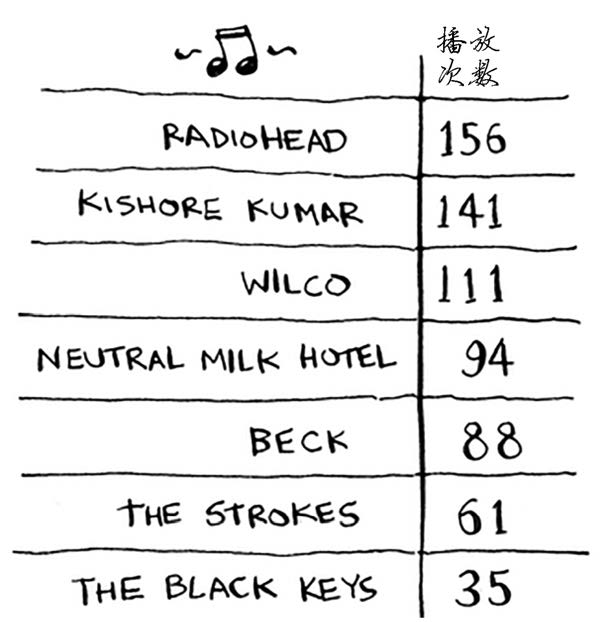 播放
次数
RADIOHEAD 156
KISHORE KUMAR 141
WILCO 111
NEUTRAL MILK HOTEL 94
BECK 88
THE STROKES 61
THE BLACK KEYS 35